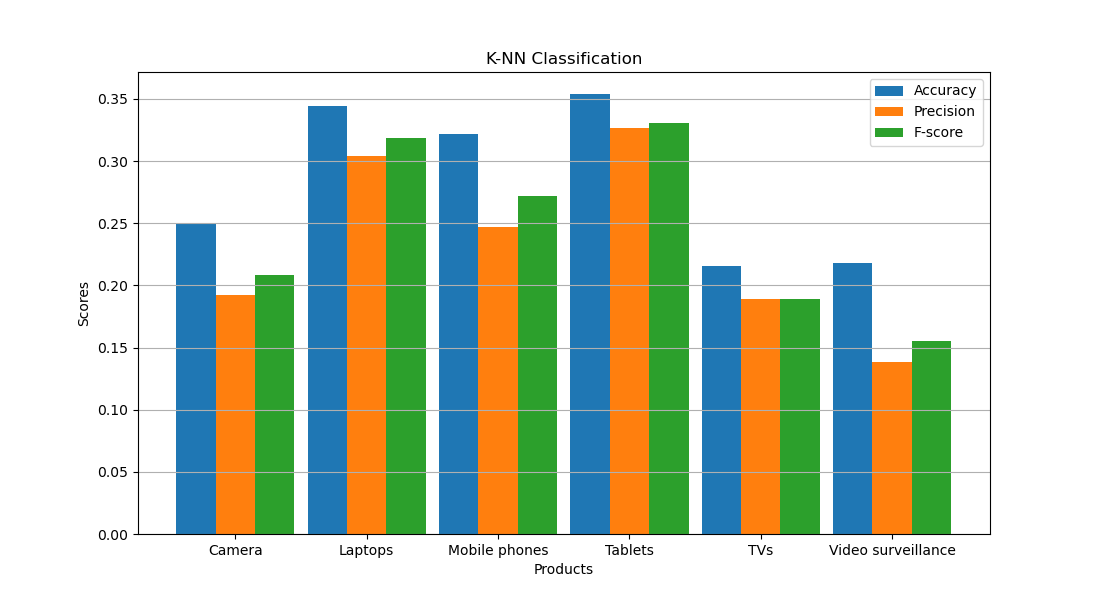 K-NN Classification
Accuracy
Precision
F-score
Scores
0.35
0.30
0.25
0.20
0.15
0.10
0.05
0.00
Camera Laptops Mobile phones Tablets TVs Video surveillance
Products